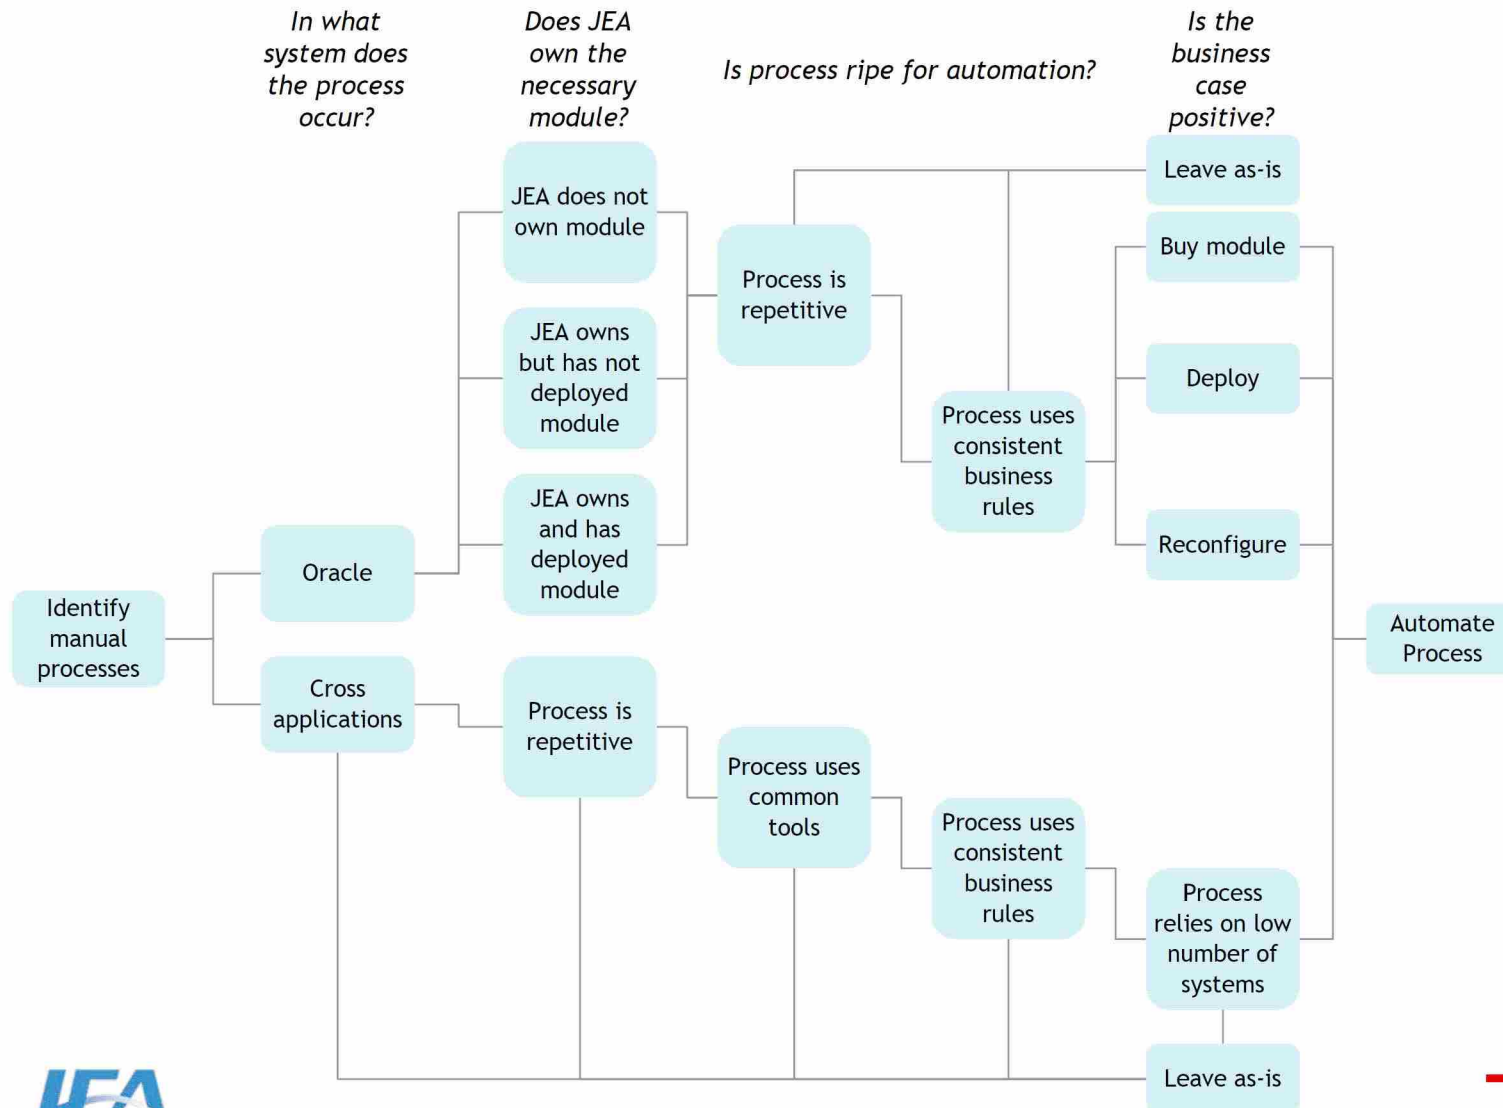 In what
system does
the process
occur?
Does JEA
own the
necessary
module?
Is process ripe for automation?
Is the
business
case
positive?
JEA does not
own module
JEA owns
but has not
deployed
module
JEA owns
and has
deployed
module
Process is
repetitive
Process uses
consistent
business
rules
Leave as-is
Buy module
Deploy
Reconfigure
Oracle
Identify
manual
processes
Cross
applications
Process is
repetitive
Process uses
common
tools
Process uses
consistent
business
rules
Process
relies on low
number of
systems
Leave as-is
Automate
Process
JEA